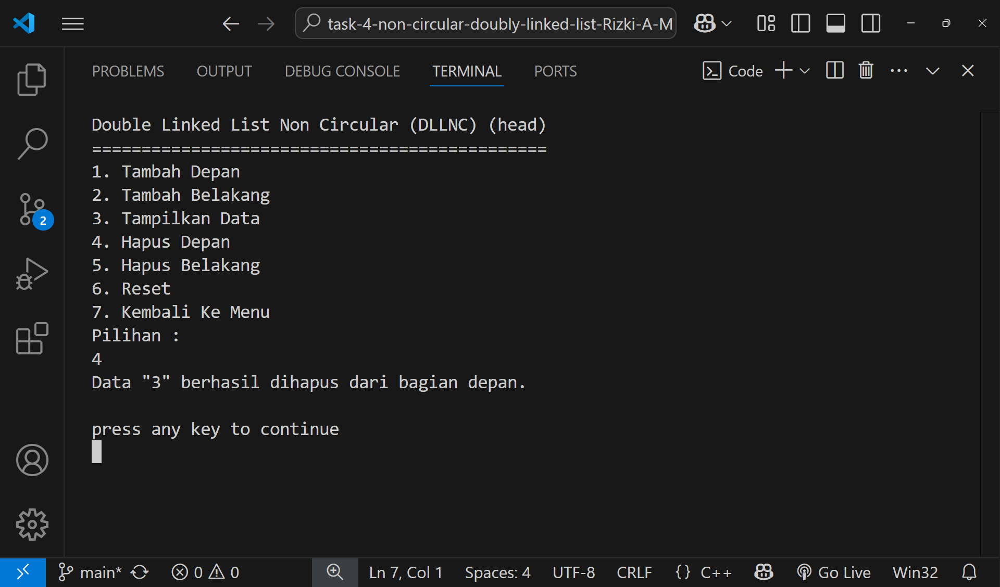 task-4-non-circular-doubly-linked-list-Rizki-A-M
PROBLEMS OUTPUT DEBUG CONSOLE TERMINAL PORTS Code
Double Linked List Non Circular (DLLNC) (head)
==============================================
1. Tambah Depan
2. Tambah Belakang
3. Tampilkan Data
4. Hapus Depan
5. Hapus Belakang
6. Reset
7. Kembali Ke Menu
Pilihan :
4
Data "3" berhasil dihapus dari bagian depan.
press any key to continue
2
main* 0 0 Ln 7, Col 1 Spaces: 4 UTF-8 CRLF {} C++ Go Live Win32